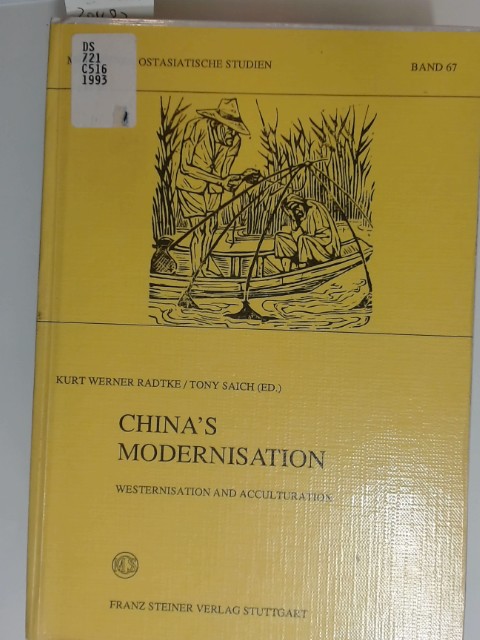 DS
721
C516
1993
OSTASIATISCHE STUDIEN
BAND 67
KURT WERNER RADTKE / TONY SAICH (ED.)
CHINA'S
MODERNISATION
WESTERNISATION AND ACCULTURATION
FRANZ STEINER VERLAG STUTTGART